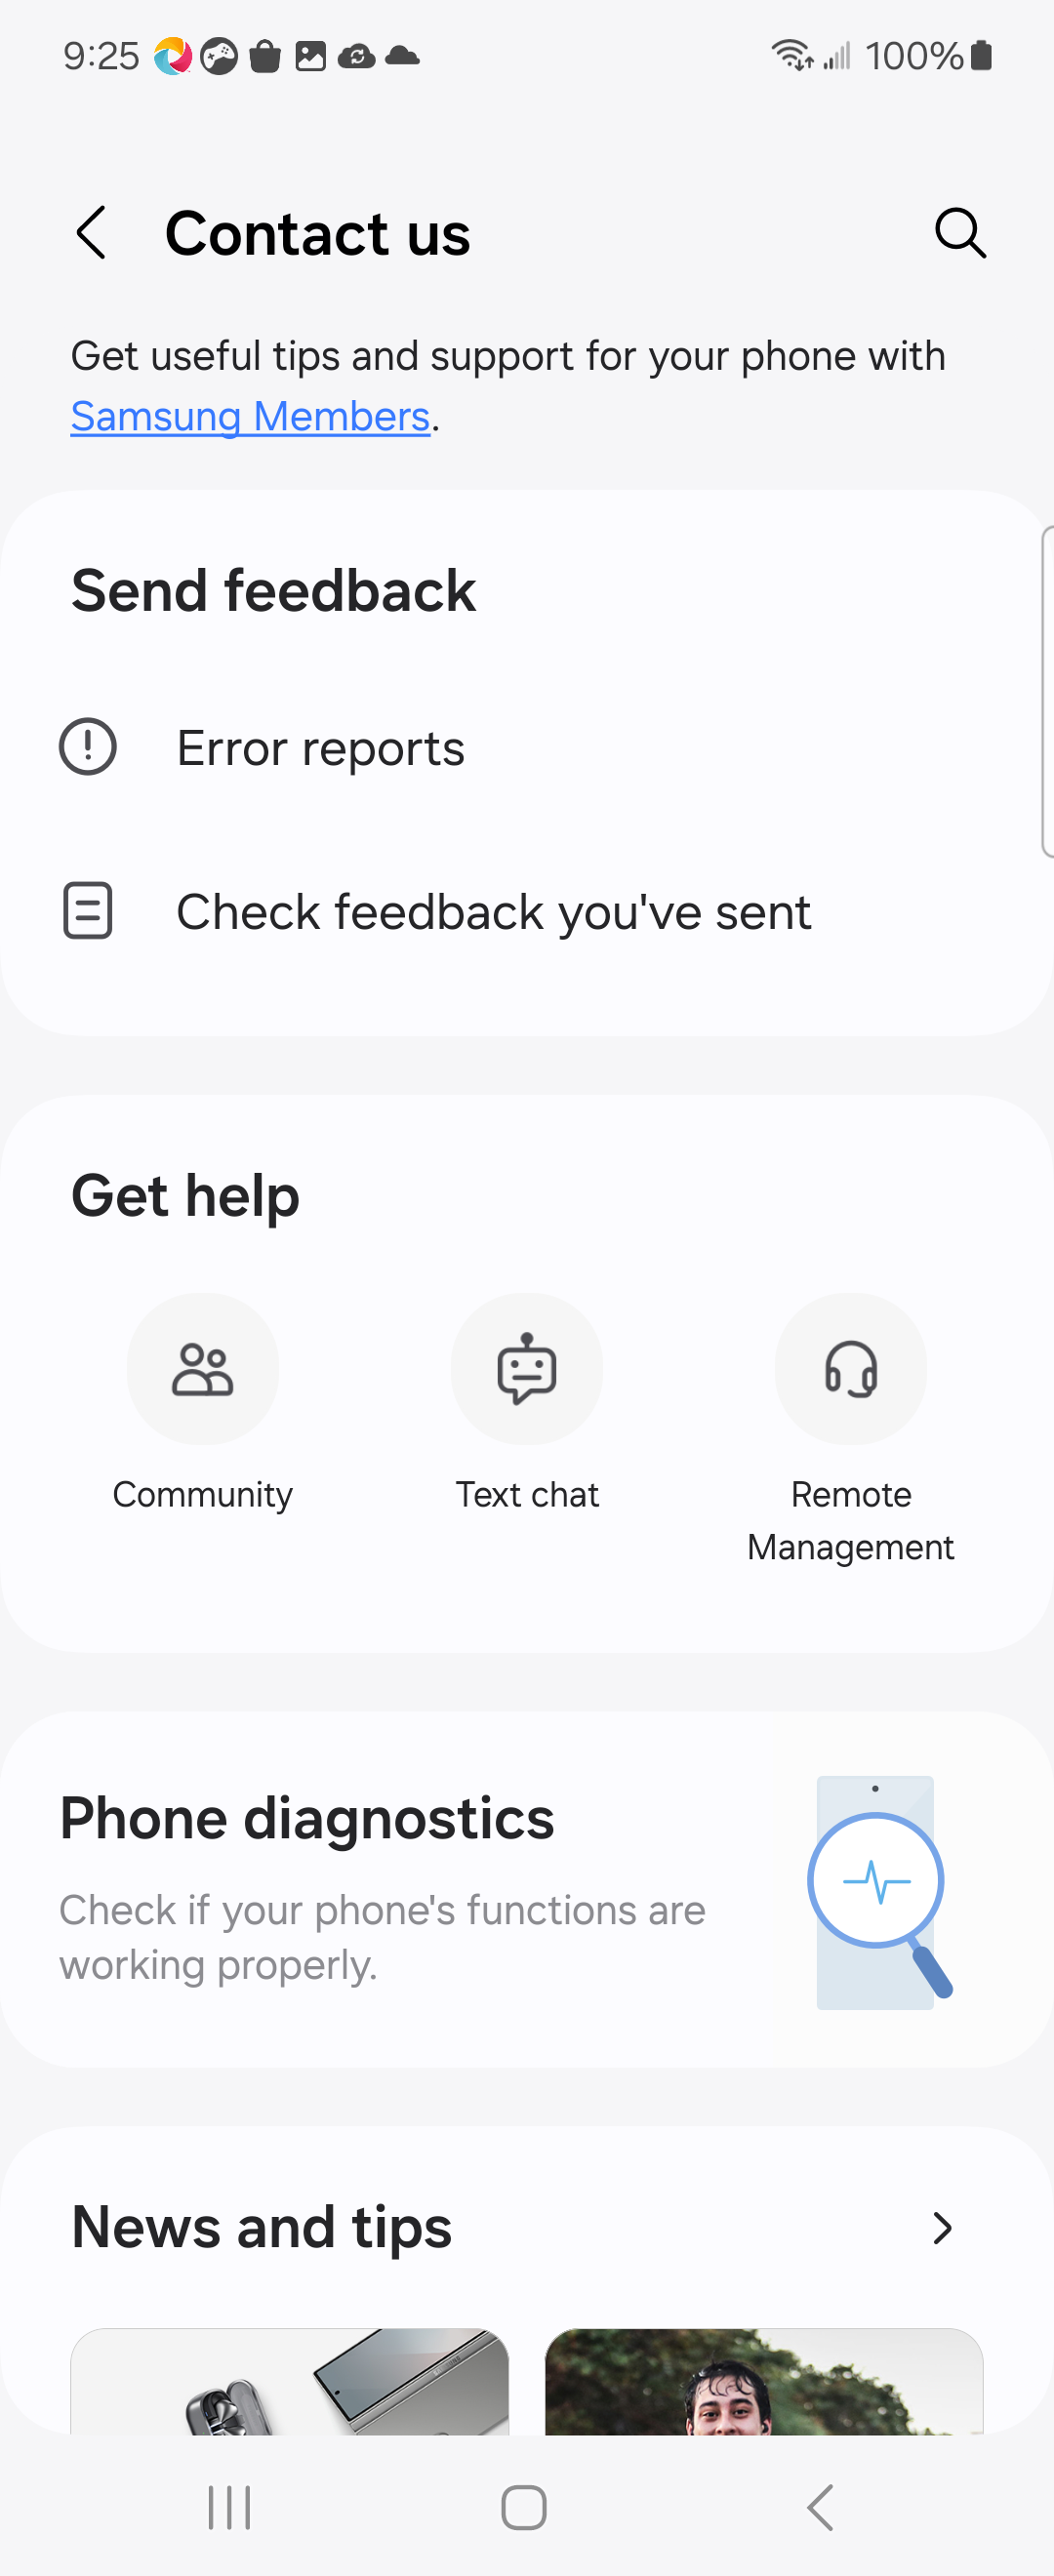 9:25 100%
Contact us
Get useful tips and support for your phone with
Samsung Members.
Send feedback
Error reports
Check feedback you've sent
Get help
Community
Text chat
Remote
Management
Phone diagnostics
Check if your phone's functions are
working properly.
News and tips